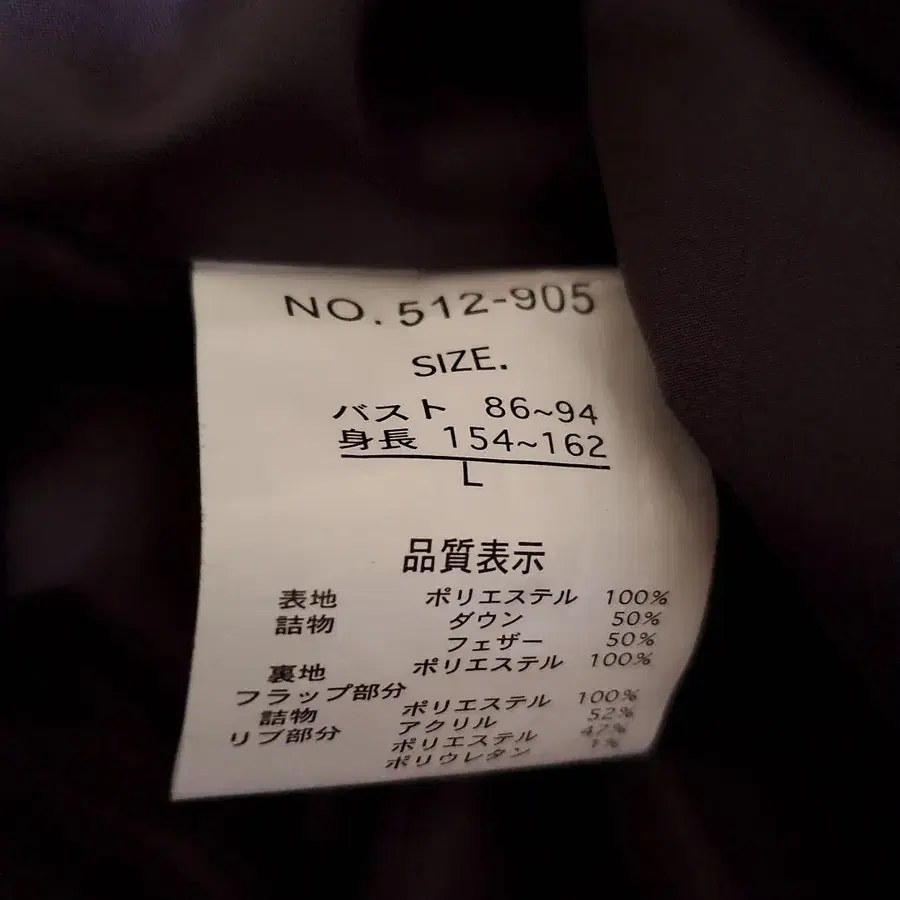 NO. 512-905
SIZE.
バスト 86~94
身長 154~162
L
品質表示
表地 ポリエステル 100%
詰物 ダウン 50%
フェザー 50%
裏地 ポリエステル 100%
フラップ部分
詰物 ポリエステル 100%
リブ部分 アクリル 52%
ポリエステル 47%
ポリウレタン 1%